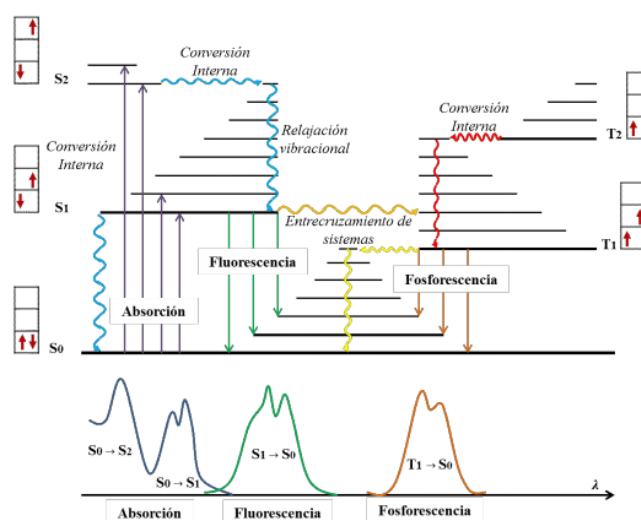 Conversión
Interna
S2
Relajación
vibracional
Conversión
Interna
T2
Conversión
Interna
S1
Entrecruzamiento de
sistemas
T1
Fluorescencia
Fosforescencia
Absorción
S0
S0 → S2
S0 → S1
S1 → S0
T1 → S0
λ
Absorción
Fluorescencia
Fosforescencia